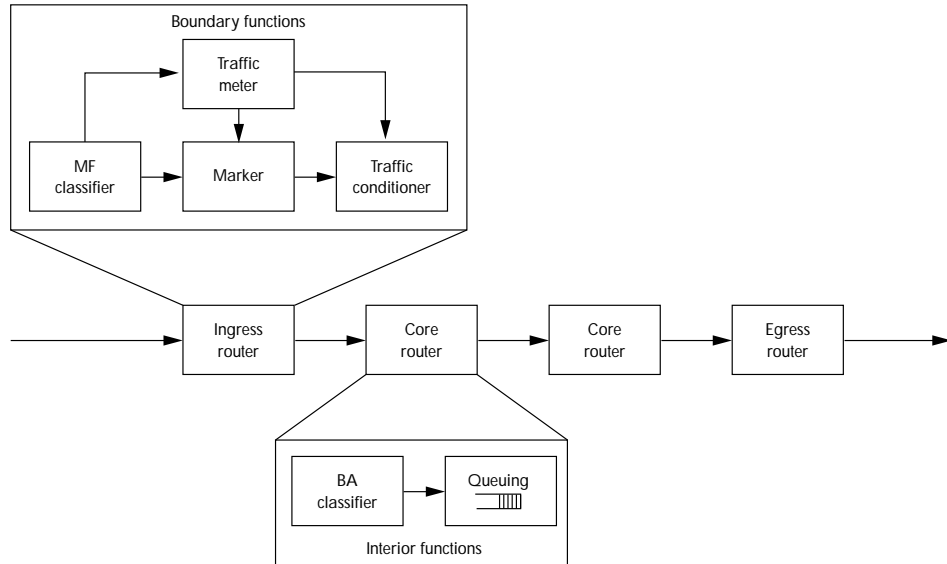 Boundary functions
Traffic
meter
MF
classifier
Marker
Traffic
conditioner
Ingress
router
Core
router
Core
router
Egress
router
BA
classifier
Queuing
Interior functions